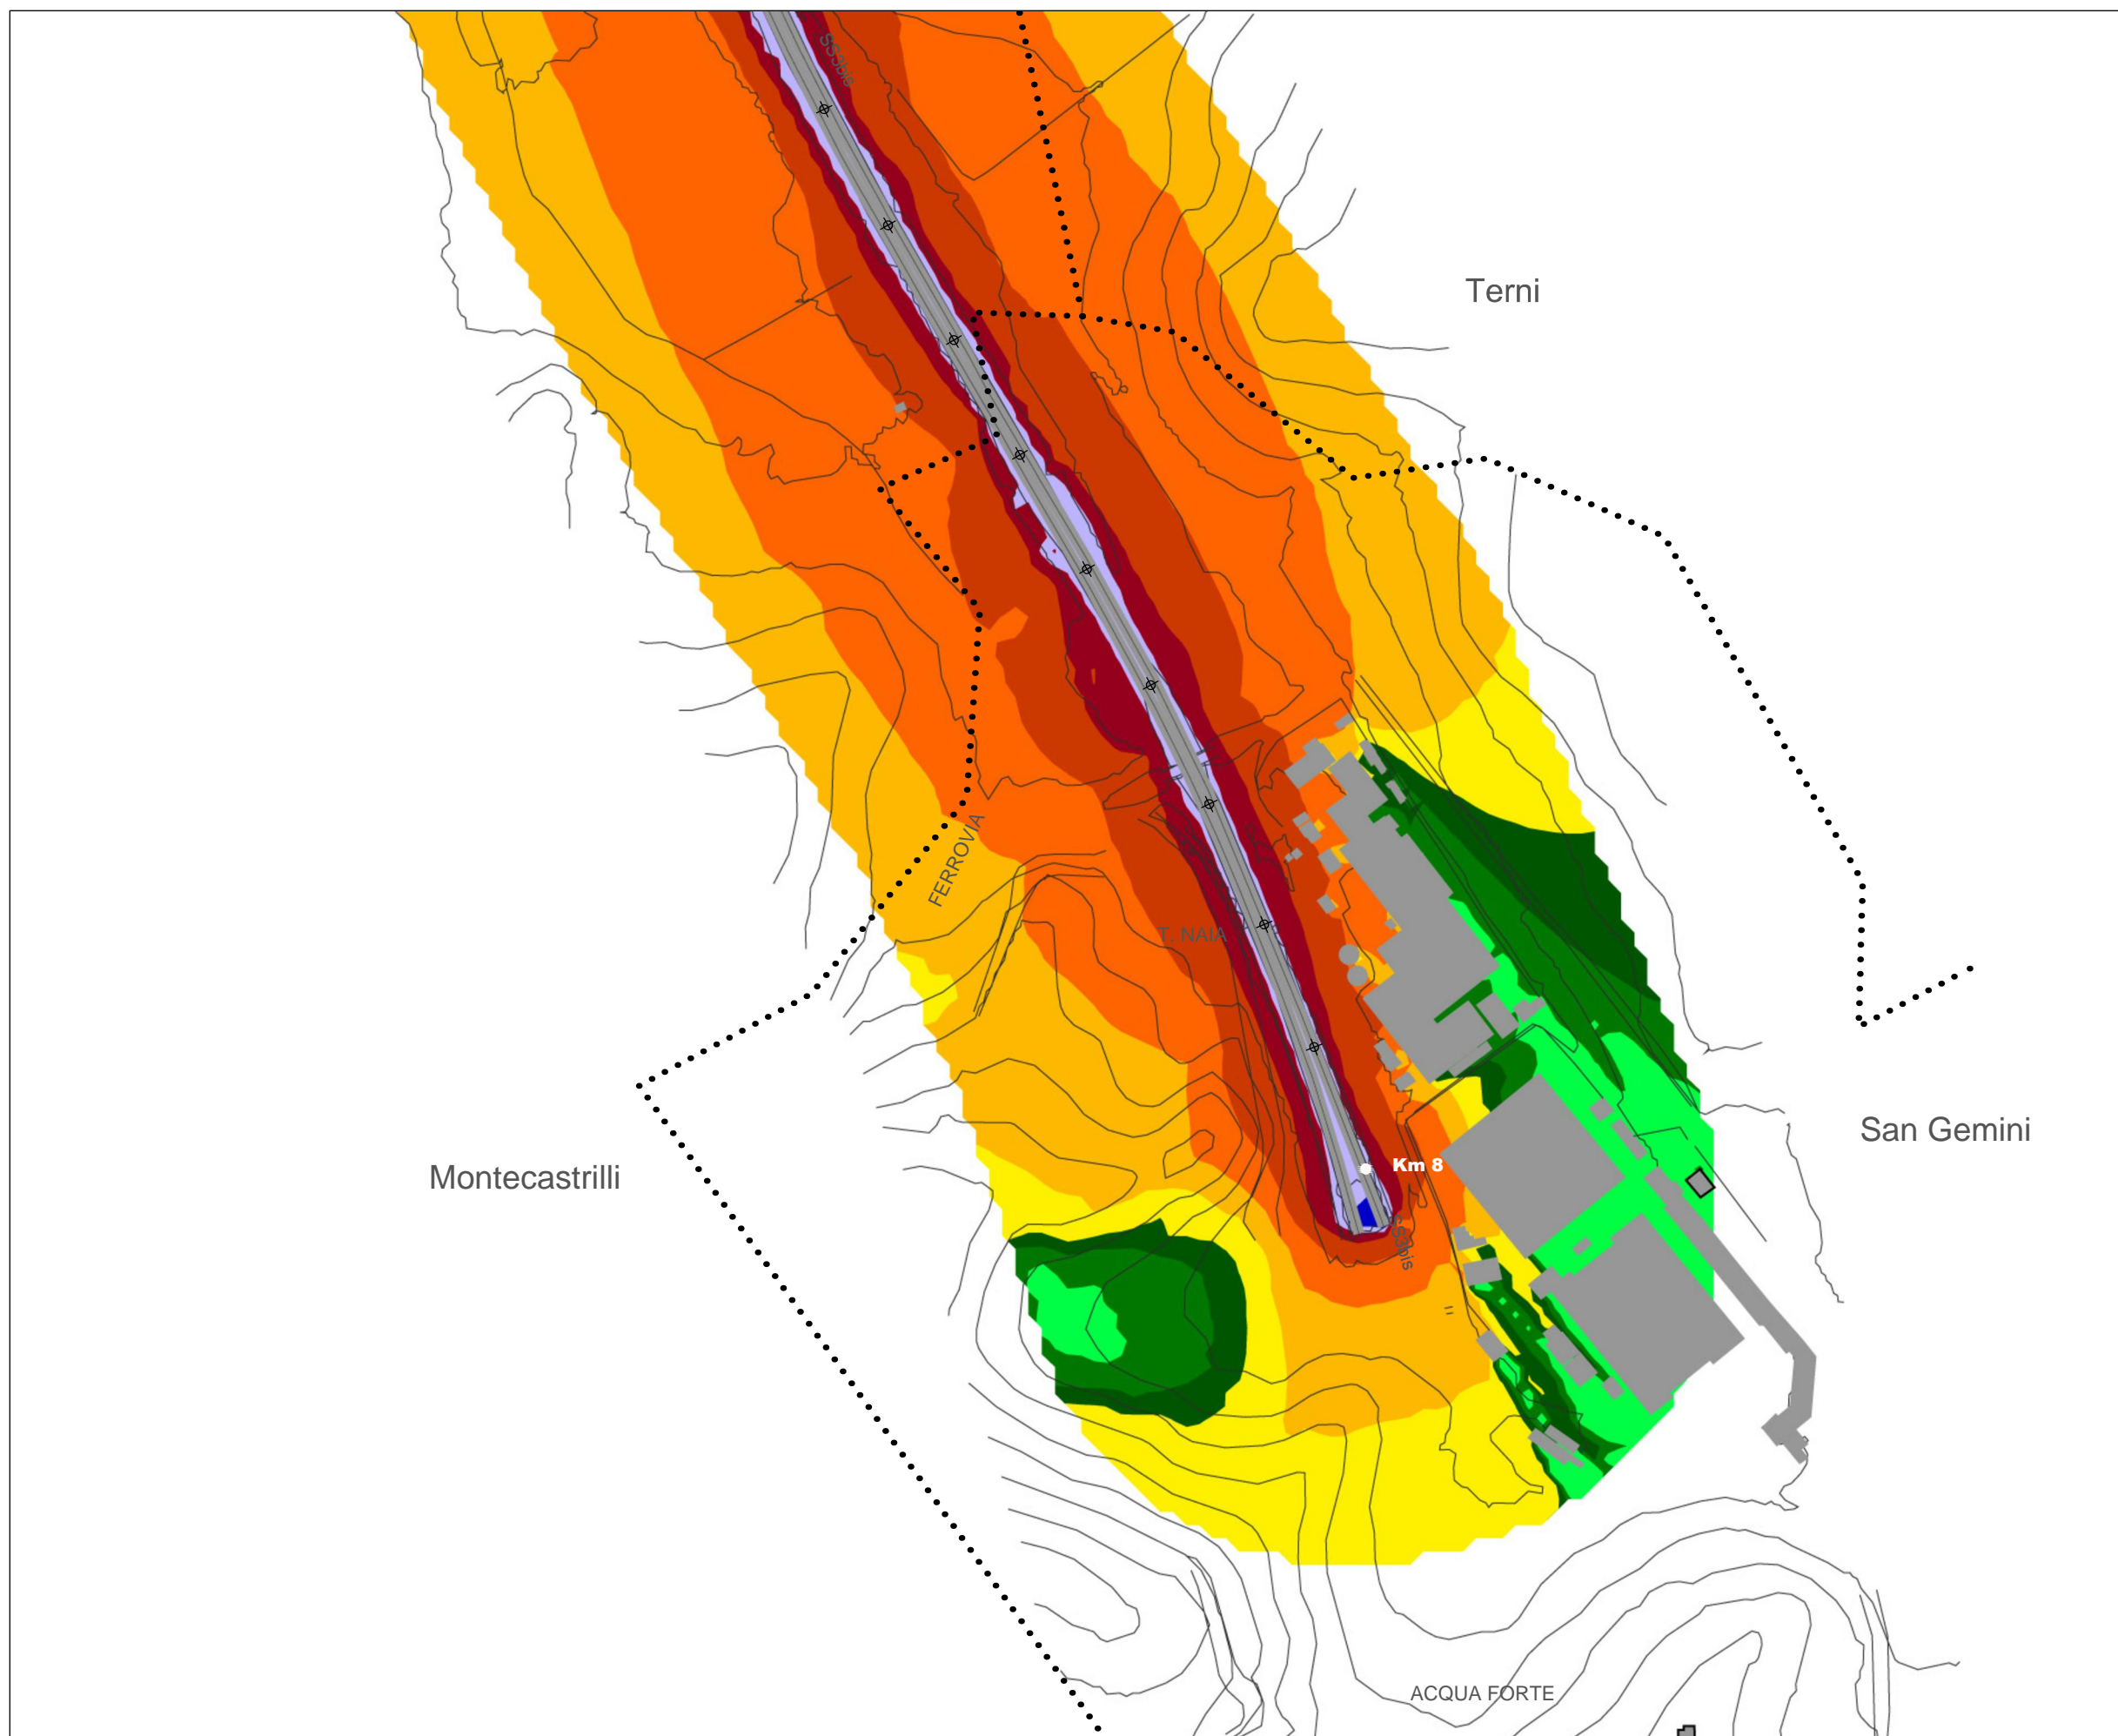 SS3bis
Terni
FERROVIA
T. NAIA
San Gemini
Km 8
Montecastrilli
SS3bis
ACQUA FORTE